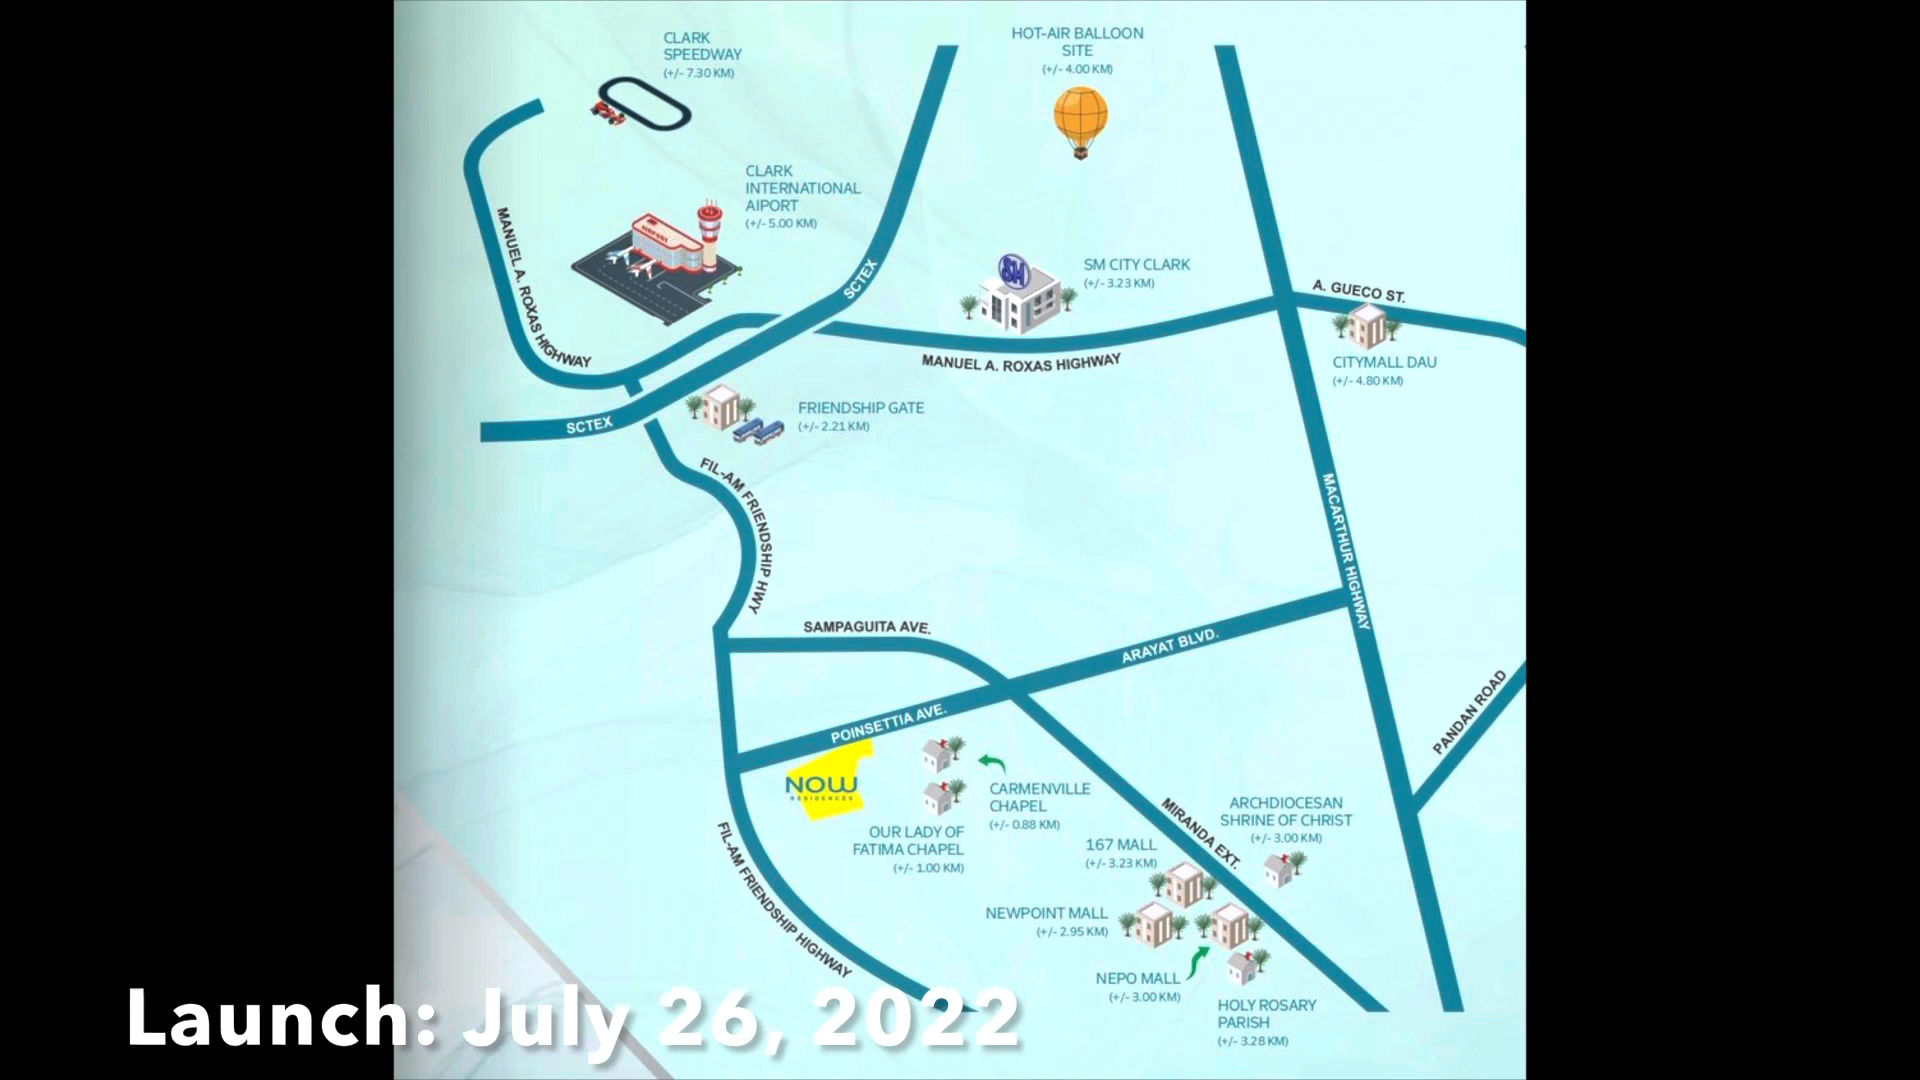 CLARK
SPEEDWAY
(+/- 7.30 KM)
HOT-AIR BALLOON
SITE
(+/- 4.00 KM)
CLARK
INTERNATIONAL
AIPORT
(+/- 5.00 KM)
AIRPORT
MANUEL A. ROXAS HIGHWAY
SCTEX
SM
SM CITY CLARK
(+/- 3.23 KM)
A. GUECO ST.
MANUEL A. ROXAS HIGHWAY
CITYMALL DAU
(+/- 4.80 KM)
SCTEX
FRIENDSHIP GATE
(+/- 2.21 KM)
FIL-AM FRIENDSHIP HWY
MACARTHUR HIGHWAY
SAMPAGUITA AVE.
ARAYAT BLVD.
POINSETTIA AVE.
PANDAN ROAD
NOW
RESIDENCES
CARMENVILLE
CHAPEL
(+/- 0.88 KM)
OUR LADY OF
FATIMA CHAPEL
(+/- 1.00 KM)
MIRANDA EXT.
ARCHDIOCESAN
SHRINE OF CHRIST
(+/- 3.00 KM)
167 MALL
(+/- 3.23 KM)
FIL-AM FRIENDSHIP HIGHWAY
NEWPOINT MALL
(+/- 2.95 KM)
NEPO MALL
(+/- 3.00 KM)
HOLY ROSARY
PARISH
(+/- 3.28 KM)
Launch: July 26, 2022